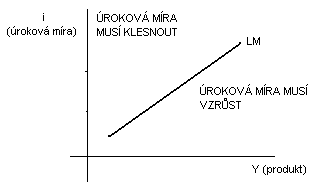 i
(úroková míra)
ÚROKOVÁ MÍRA
MUSÍ KLESNOUT
LM
ÚROKOVÁ MÍRA MUSÍ
VZRŮST
Y (produkt)